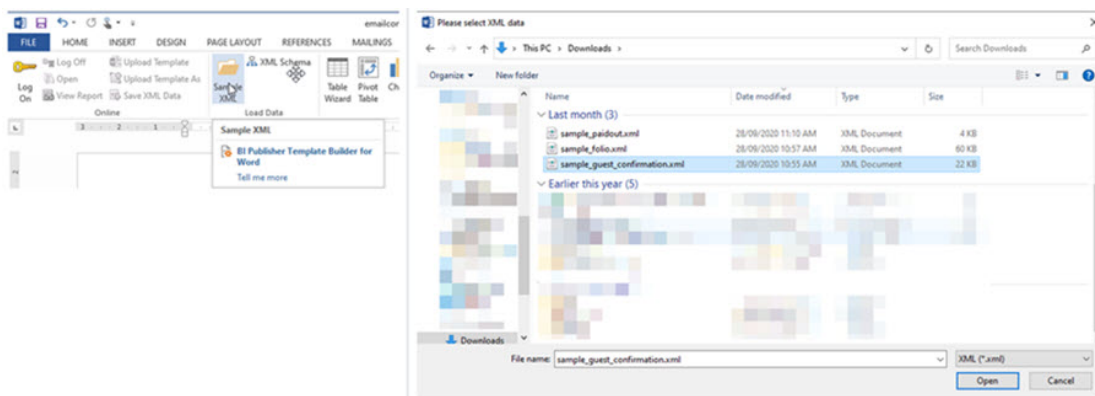 emailcor
FILE HOME INSERT DESIGN PAGE LAYOUT REFERENCES MAILINGS
Log On
Log Off
Open
View Report
Upload Template
Upload Template As
Save XML Data
Online
Sample XML
XML Schema
Load Data
Table Wizard
Pivot Table
Ch
3 2 1
Sample XML
BI Publisher Template Builder for
Word
Tell me more
2
Please select XML data
This PC > Downloads >
Search Downloads
Organize New folder
Name Date modified Type Size
Last month (3)
sample_paidout.xml 28/09/2020 11:10 AM XML Document 4 KB
sample_folio.xml 28/09/2020 10:57 AM XML Document 60 KB
sample_guest_confirmation.xml 28/09/2020 10:55 AM XML Document 22 KB
Earlier this year (5)
Downloads
File name: sample_guest_confirmation.xml XML (*.xml)
Open Cancel